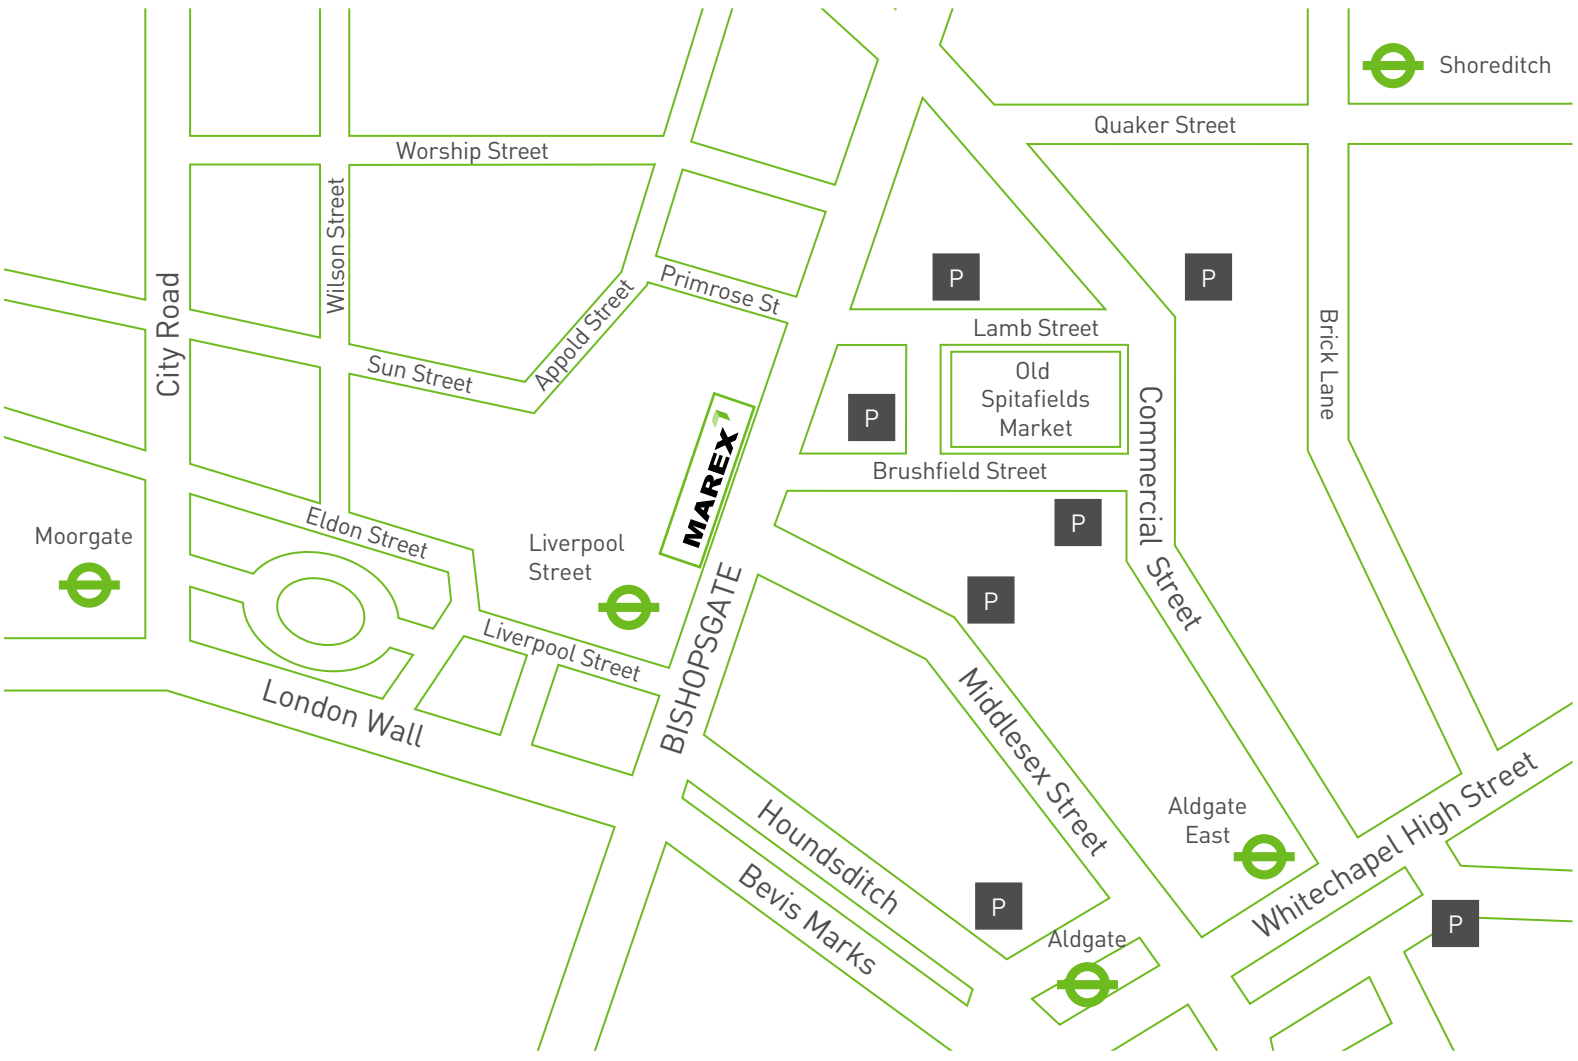 Shoreditch
Quaker Street
Worship Street
Wilson Street
City Road
Primrose St
P
P
Appold Street
Lamb Street
Brick Lane
Sun Street
Old
Spitafields
Market
P
Commercial Street
MAREX
Brushfield Street
Eldon Street
P
Moorgate
Liverpool
Street
P
Liverpool Street
BISHOPSGATE
London Wall
Middlesex Street
Aldgate
East
Whitechapel High Street
Houndsditch
Bevis Marks
P
P
Aldgate